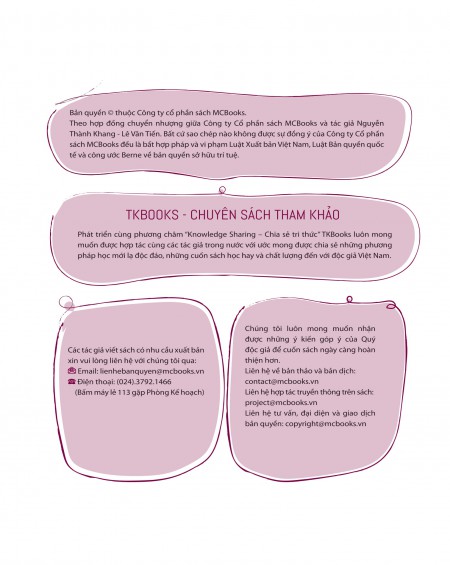 Bản quyền © thuộc Công ty cổ phần sách MCBooks.
Theo hợp đồng chuyển nhượng giữa Công ty Cổ phần sách MCBooks và tác giả Nguyễn
Thành Khang - Lê Văn Tiến. Bất cứ sao chép nào không được sự đồng ý của Công ty Cổ phần
sách MCBooks đều là bất hợp pháp và vi phạm Luật Xuất bản Việt Nam, Luật Bản quyền quốc
tế và công ước Berne về bản quyền sở hữu trí tuệ.
TKBOOKS - CHUYÊN SÁCH THAM KHẢO
Phát triển cùng phương châm "Knowledge Sharing – Chia sẻ tri thức" TKBooks luôn mong
muốn được hợp tác cùng các tác giả trong nước với ước mong được chia sẻ những phương
pháp học mới lạ độc đáo, những cuốn sách học hay và chất lượng đến với độc giả Việt Nam.
Các tác giả viết sách có nhu cầu xuất bản
xin vui lòng liên hệ với chúng tôi qua:
Email: lienhebanquyen@mcbooks.vn
Điện thoại: (024).3792.1466
(Bấm máy lẻ 113 gặp Phòng Kế hoạch)
Chúng tôi luôn mong muốn nhận
được những ý kiến góp ý của Quý
độc giả để cuốn sách ngày càng hoàn
thiện hơn.
Liên hệ về bản thảo và bản dịch:
contact@mcbooks.vn
Liên hệ hợp tác truyền thông trên sách:
project@mcbooks.vn
Liên hệ tư vấn, đại diện và giao dịch
bản quyền: copyright@mcbooks.vn